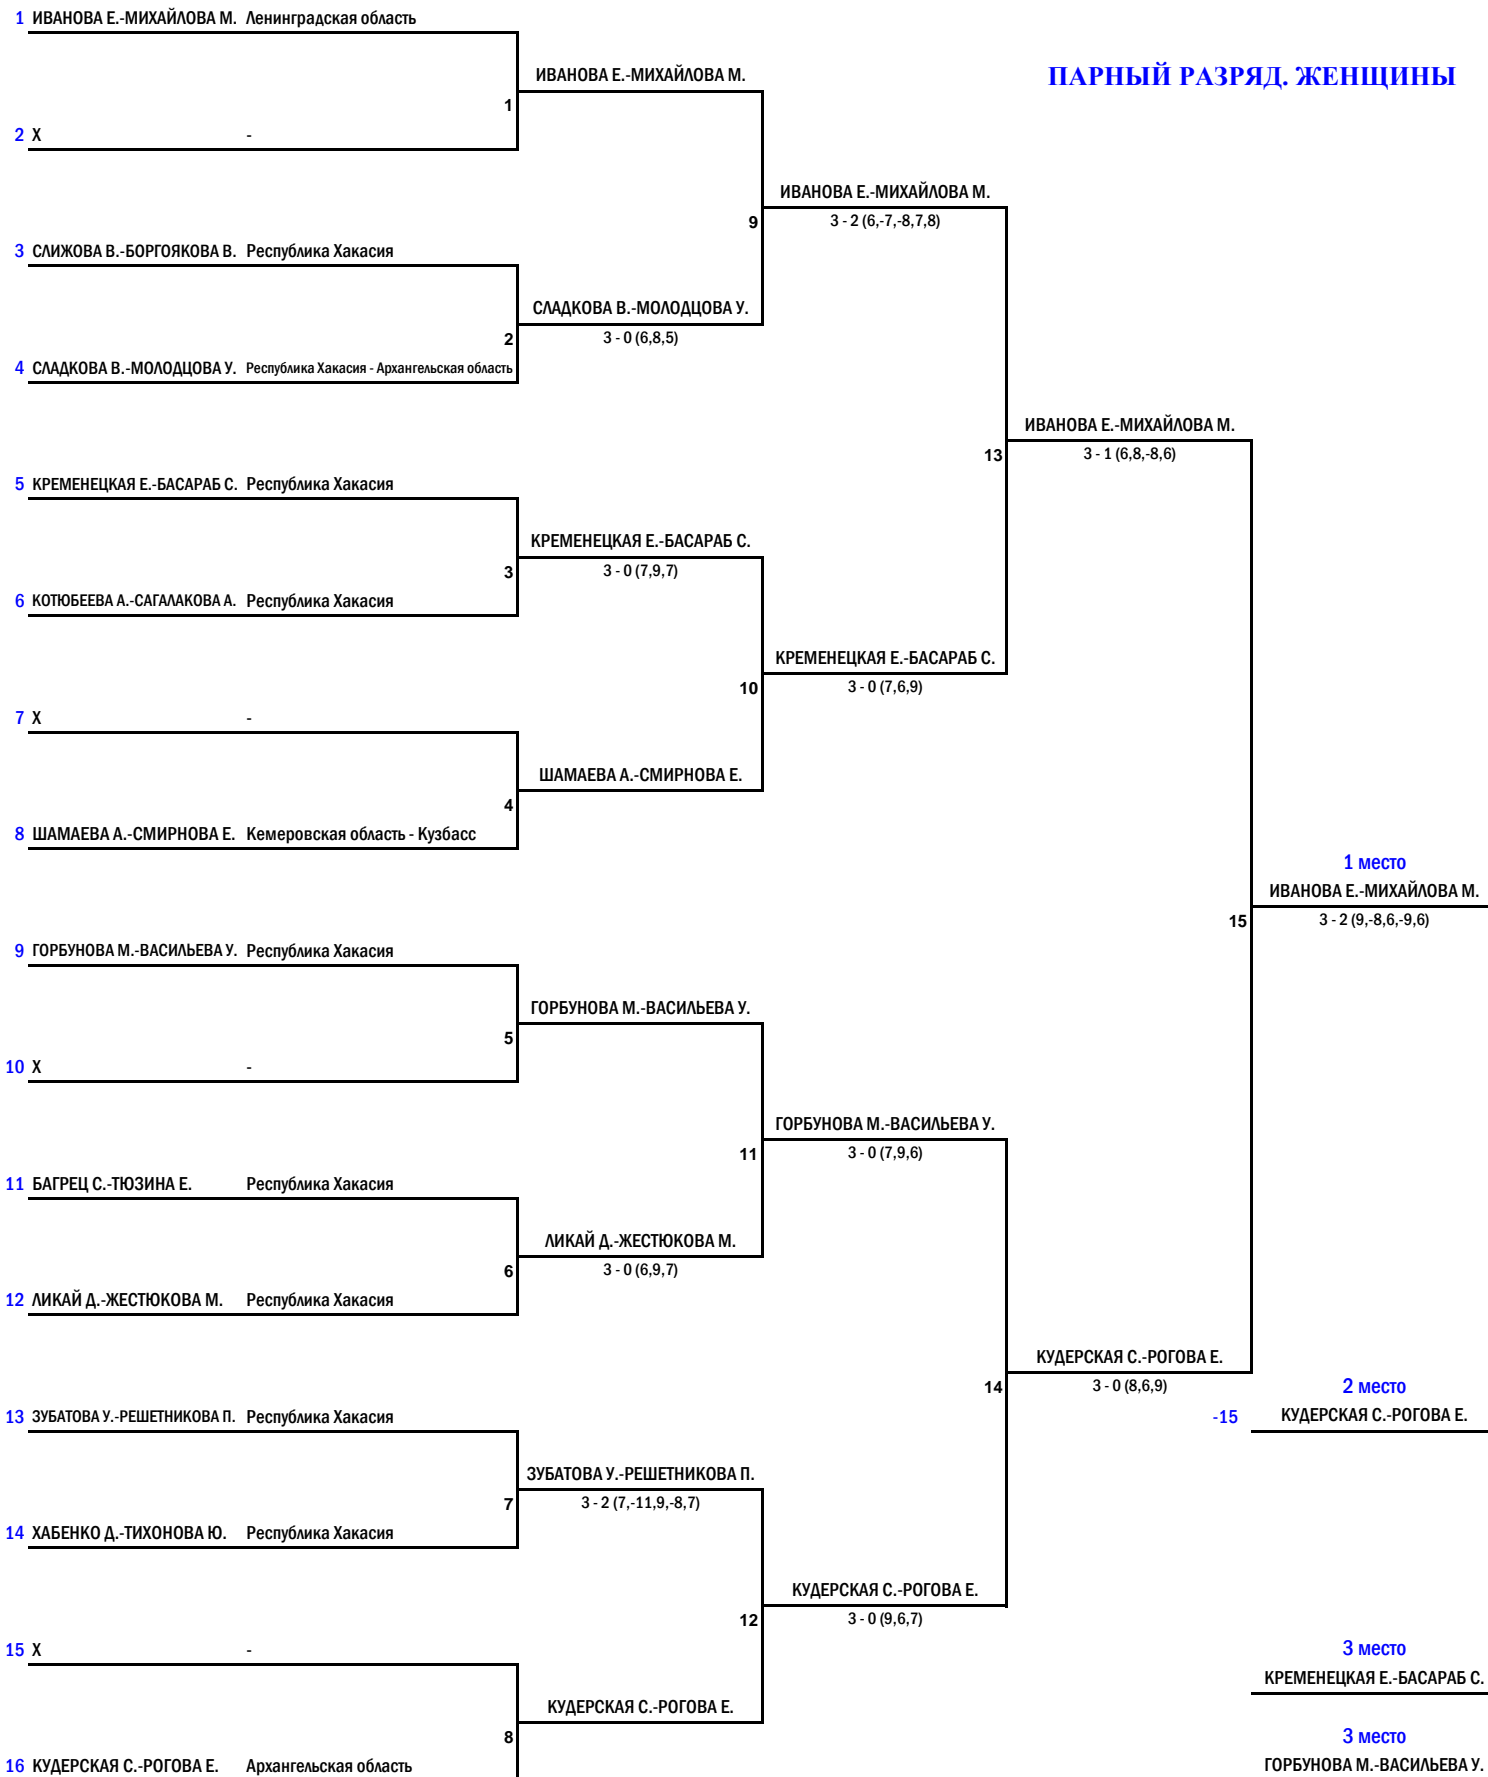 1 ИВАНОВА Е.-МИХАЙЛОВА М. Ленинградская область
ИВАНОВА Е.-МИХАЙЛОВА М.
ПАРНЫЙ РАЗРЯД. ЖЕНЩИНЫ
1
2 Х -
ИВАНОВА Е.-МИХАЙЛОВА М.
9 3 - 2 (6,-7,-8,7,8)
3 СЛИЖОВА В.-БОРГОЯКОВА В. Республика Хакасия
СЛАДКОВА В.-МОЛОДЦОВА У.
2 3 - 0 (6,8,5)
4 СЛАДКОВА В.-МОЛОДЦОВА У. Республика Хакасия - Архангельская область
ИВАНОВА Е.-МИХАЙЛОВА М.
13 3 - 1 (6,8,-8,6)
5 КРЕМЕНЕЦКАЯ Е.-БАСАРАБ С. Республика Хакасия
КРЕМЕНЕЦКАЯ Е.-БАСАРАБ С.
3 3 - 0 (7,9,7)
6 КОТЮБЕЕВА А.-САГАЛАКОВА А. Республика Хакасия
КРЕМЕНЕЦКАЯ Е.-БАСАРАБ С.
10 3 - 0 (7,6,9)
7 Х -
ШАМАЕВА А.-СМИРНОВА Е.
4
8 ШАМАЕВА А.-СМИРНОВА Е. Кемеровская область - Кузбасс
1 место
ИВАНОВА Е.-МИХАЙЛОВА М.
15 3 - 2 (9,-8,6,-9,6)
9 ГОРБУНОВА М.-ВАСИЛЬЕВА У. Республика Хакасия
ГОРБУНОВА М.-ВАСИЛЬЕВА У.
5
10 Х -
ГОРБУНОВА М.-ВАСИЛЬЕВА У.
11 3 - 0 (7,9,6)
11 БАГРЕЦ С.-ТЮЗИНА Е. Республика Хакасия
ЛИКАЙ Д.-ЖЕСТЮКОВА М.
6 3 - 0 (6,9,7)
12 ЛИКАЙ Д.-ЖЕСТЮКОВА М. Республика Хакасия
КУДЕРСКАЯ С.-РОГОВА Е.
14 3 - 0 (8,6,9) 2 место
13 ЗУБАТОВА У.-РЕШЕТНИКОВА П. Республика Хакасия -15 КУДЕРСКАЯ С.-РОГОВА Е.
ЗУБАТОВА У.-РЕШЕТНИКОВА П.
7 3 - 2 (7,-11,9,-8,7)
14 ХАБЕНКО Д.-ТИХОНОВА Ю. Республика Хакасия
КУДЕРСКАЯ С.-РОГОВА Е.
12 3 - 0 (9,6,7)
15 Х - 3 место
КРЕМЕНЕЦКАЯ Е.-БАСАРАБ С.
КУДЕРСКАЯ С.-РОГОВА Е.
8 3 место
16 КУДЕРСКАЯ С.-РОГОВА Е. Архангельская область ГОРБУНОВА М.-ВАСИЛЬЕВА У.